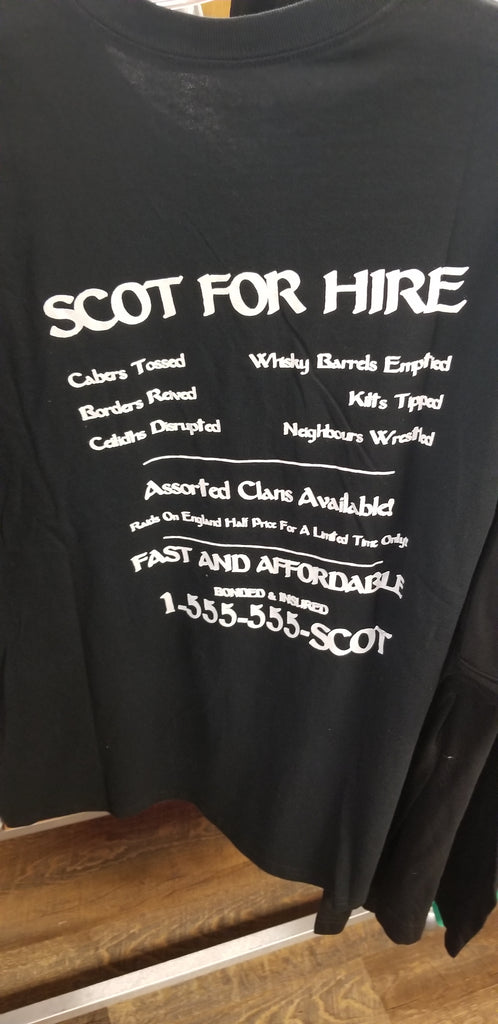 SCOT FOR HIRE
Cabers Tossed Whisky Barrels Emptied
Borders Reived Kilts Tipped
Ceilidhs Disrupted Neighbours Wrestled
Assorted Clans Available!
Raids On England Half Price For A Limited Time Only!!
FAST AND AFFORDABLE
BONDED & INSURED
1-555-555-SCOT